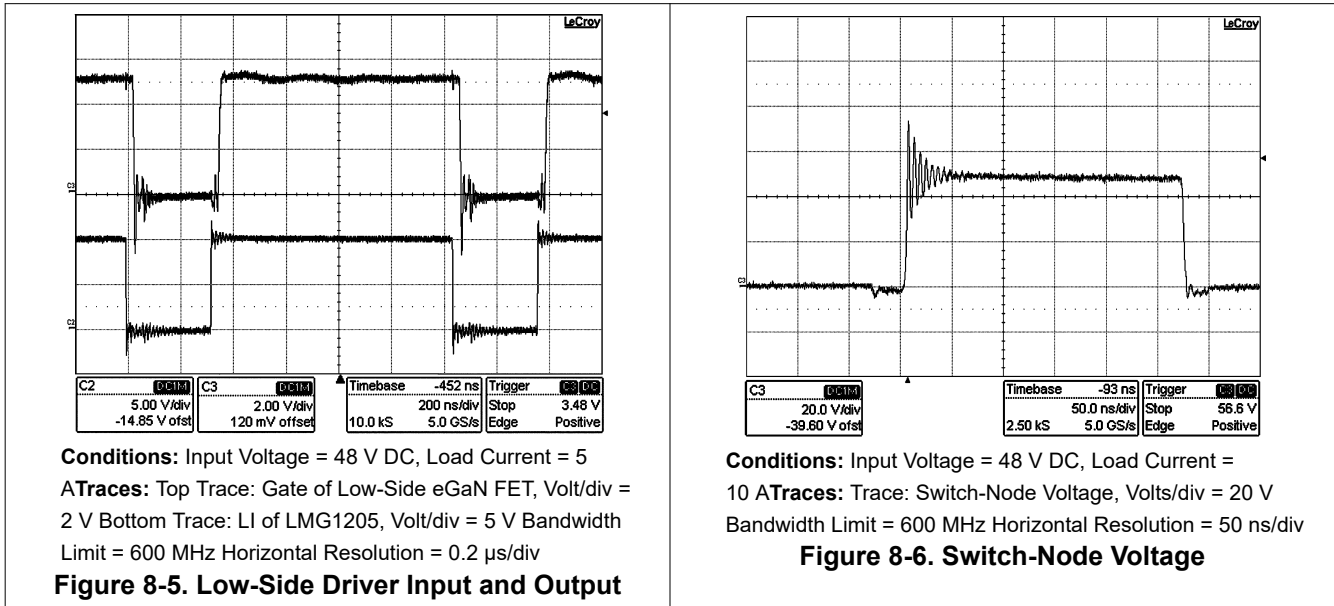 LeCroy
C3
C2
C2 DC1M
5.00 V/div
-14.85 V ofst
C3 DC1M
2.00 V/div
120 mV offset
Timebase -452 ns
200 ns/div
10.0 kS 5.0 GS/s
Trigger C3 DC
Stop 3.48 V
Edge Positive
Conditions: Input Voltage = 48 V DC, Load Current = 5
ATraces: Top Trace: Gate of Low-Side eGaN FET, Volt/div =
2 V Bottom Trace: LI of LMG1205, Volt/div = 5 V Bandwidth
Limit = 600 MHz Horizontal Resolution = 0.2 µs/div
Figure 8-5. Low-Side Driver Input and Output
LeCroy
C3
C3 DC1M
20.0 V/div
-39.60 V ofst
Timebase -93 ns
50.0 ns/div
2.50 kS 5.0 GS/s
Trigger C3 DC
Stop 56.6 V
Edge Positive
Conditions: Input Voltage = 48 V DC, Load Current =
10 ATraces: Trace: Switch-Node Voltage, Volts/div = 20 V
Bandwidth Limit = 600 MHz Horizontal Resolution = 50 ns/div
Figure 8-6. Switch-Node Voltage